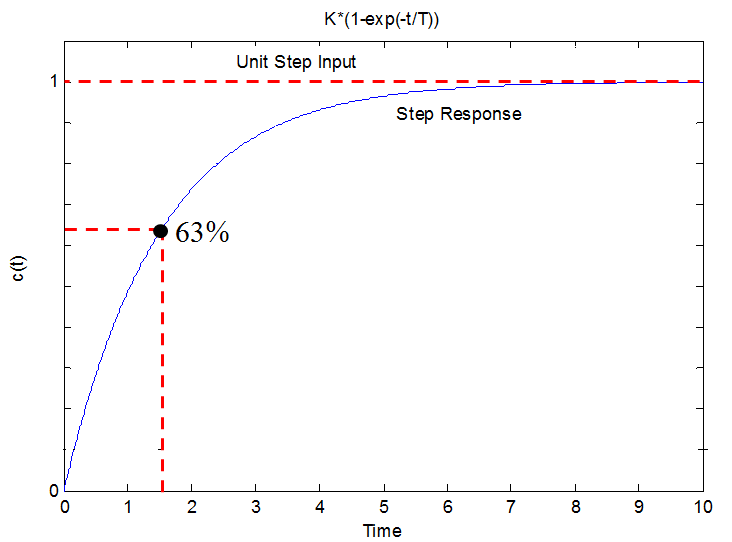 K*(1-exp(-t/T))
Unit Step Input
1
Step Response
63%
c(t)
0
0 1 2 3 4 5 6 7 8 9 10
Time